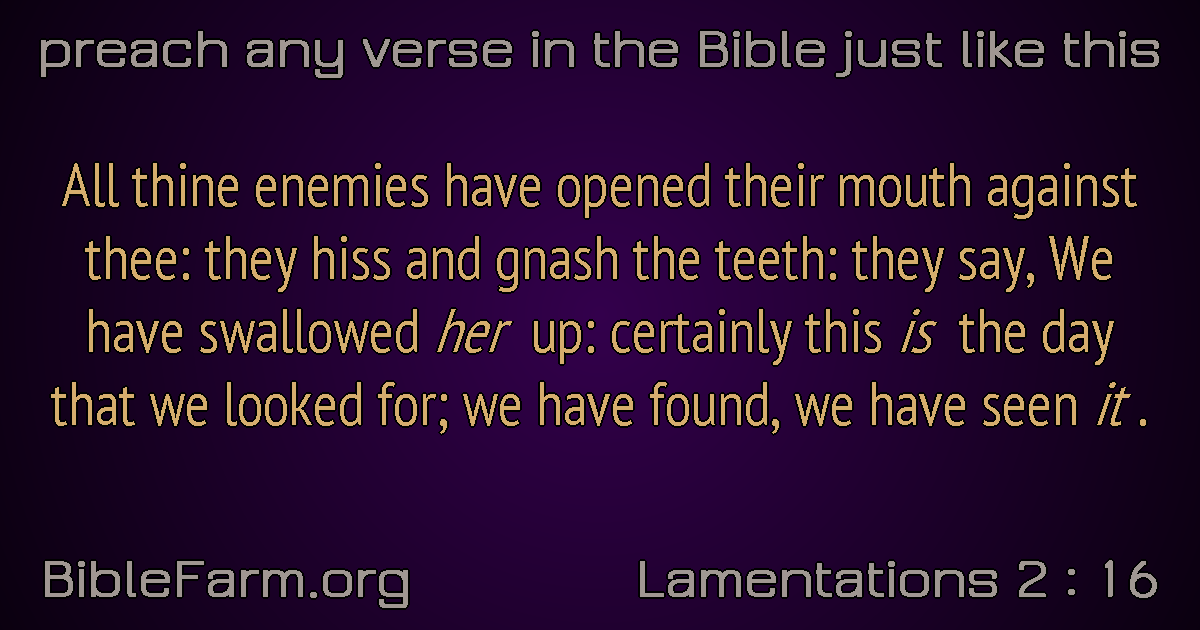 preach any verse in the Bible just like this
All thine enemies have opened their mouth against
thee: they hiss and gnash the teeth: they say, We
have swallowed her up: certainly this is the day
that we looked for; we have found, we have seen it .
BibleFarm.org
Lamentations 2 : 16